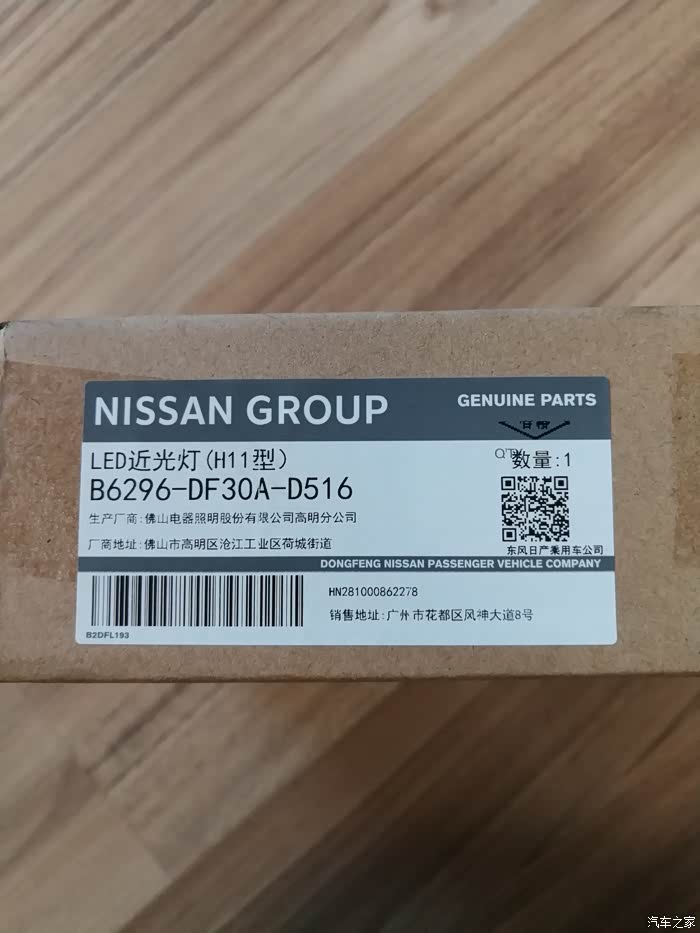 NISSAN GROUP
GENUINE PARTS
合格
LED近光灯(H11型)
Q'TY
数量:1
B6296-DF30A-D516
生产厂商:佛山电器照明股份有限公司高明分公司
厂商地址:佛山市高明区沧江工业区荷城街道
东风日产乘用车公司
DONGFENG NISSAN PASSENGER VEHICLE COMPANY
HN281000862278
销售地址:广州市花都区风神大道8号
B2DFL193
汽车之家